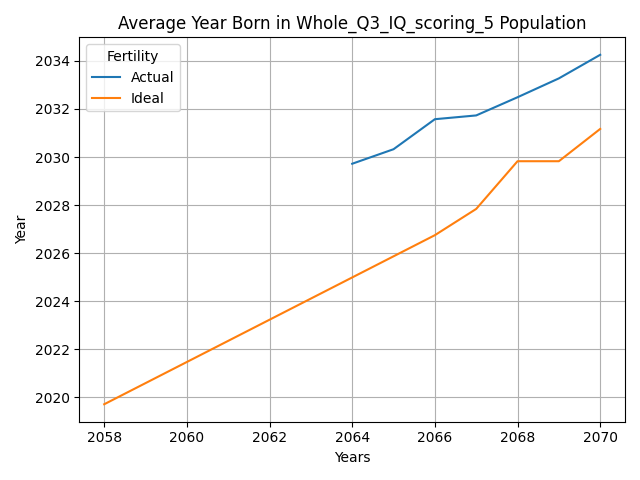 Average Year Born in Whole_Q3_IQ_scoring_5 Population
Fertility
Actual
Ideal
2034
2032
2030
2028
2026
2024
2022
2020
Year
2058 2060 2062 2064 2066 2068 2070
Years